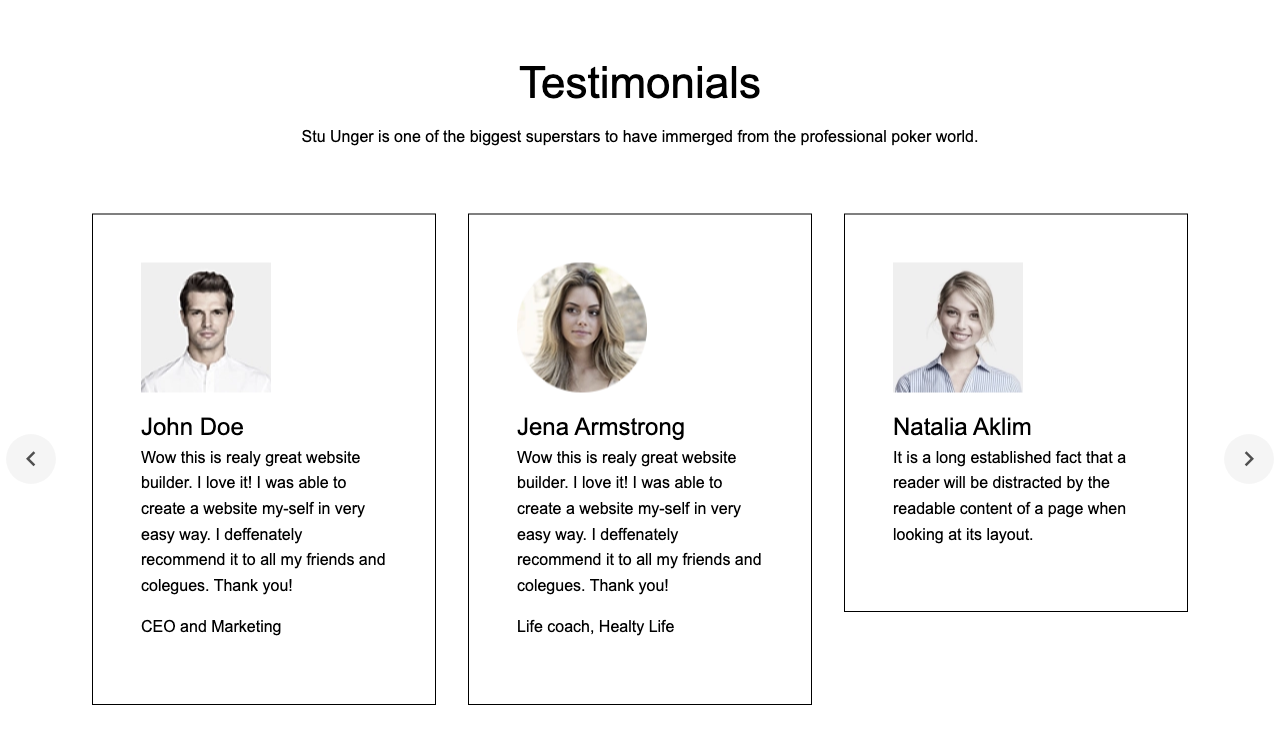 Testimonials
Stu Unger is one of the biggest superstars to have immerged from the professional poker world.
John Doe
Wow this is realy great website
builder. I love it! I was able to
create a website my-self in very
easy way. I deffenately
recommend it to all my friends and
colegues. Thank you!
CEO and Marketing
Jena Armstrong
Wow this is realy great website
builder. I love it! I was able to
create a website my-self in very
easy way. I deffenately
recommend it to all my friends and
colegues. Thank you!
Life coach, Healty Life
Natalia Aklim
It is a long established fact that a
reader will be distracted by the
readable content of a page when
looking at its layout.